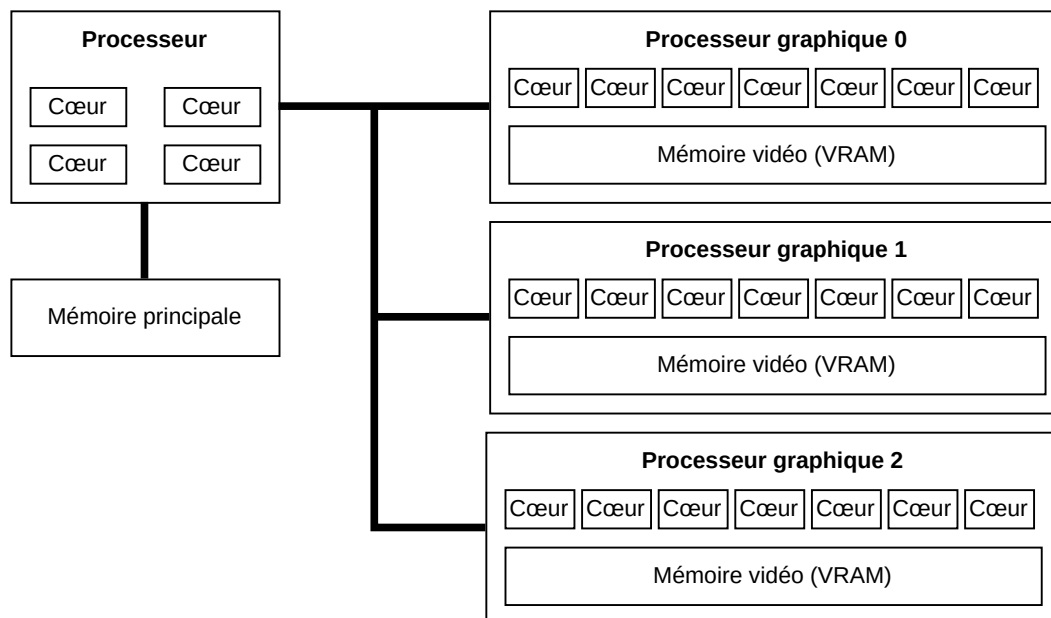 Processeur
Cœur Cœur
Cœur Cœur
Mémoire principale
Processeur graphique 0
Cœur Cœur Cœur Cœur Cœur Cœur Cœur
Mémoire vidéo (VRAM)
Processeur graphique 1
Cœur Cœur Cœur Cœur Cœur Cœur Cœur
Mémoire vidéo (VRAM)
Processeur graphique 2
Cœur Cœur Cœur Cœur Cœur Cœur Cœur
Mémoire vidéo (VRAM)